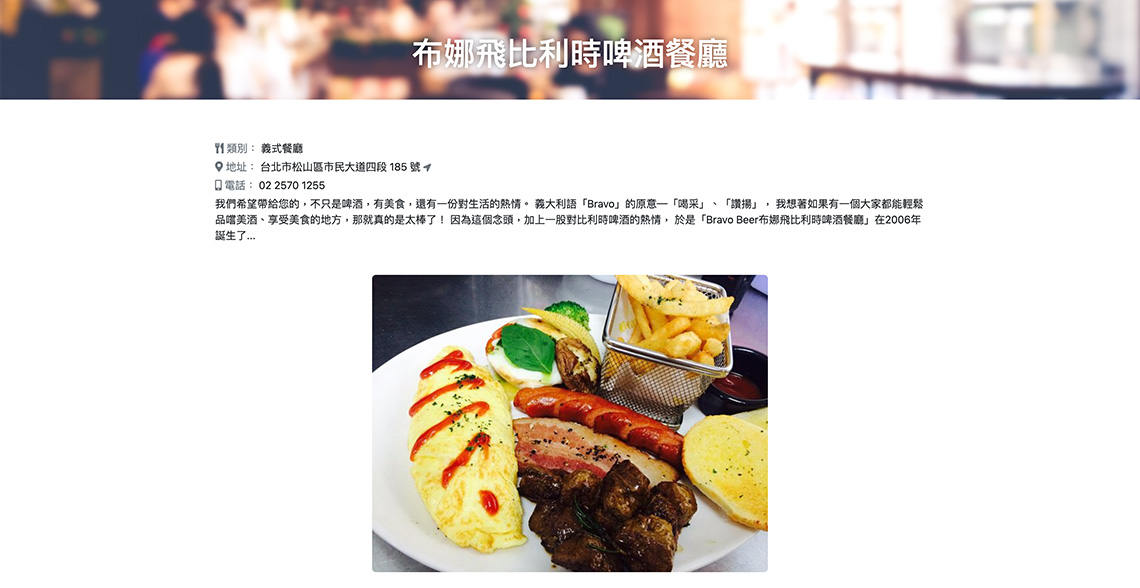 布娜飛比利時啤酒餐廳
類別： 義式餐廳
地址： 台北市松山區市民大道四段 185 號
電話： 02 2570 1255
我們希望帶給您的，不只是啤酒，有美食，還有一份對生活的熱情。 義大利語「Bravo」的原意—「喝采」、「讚揚」， 我想著如果有一個大家都能輕鬆
品嚐美酒、享受美食的地方，那就真的是太棒了！ 因為這個念頭，加上一股對比利時啤酒的熱情， 於是「Bravo Beer布娜飛比利時啤酒餐廳」在2006年
誕生了...